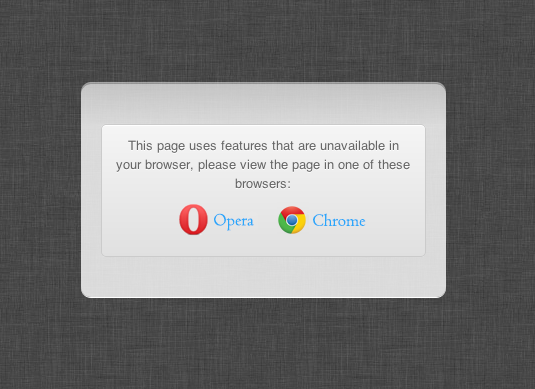 This page uses features that are unavailable in
your browser, please view the page in one of these
browsers:
Opera Chrome